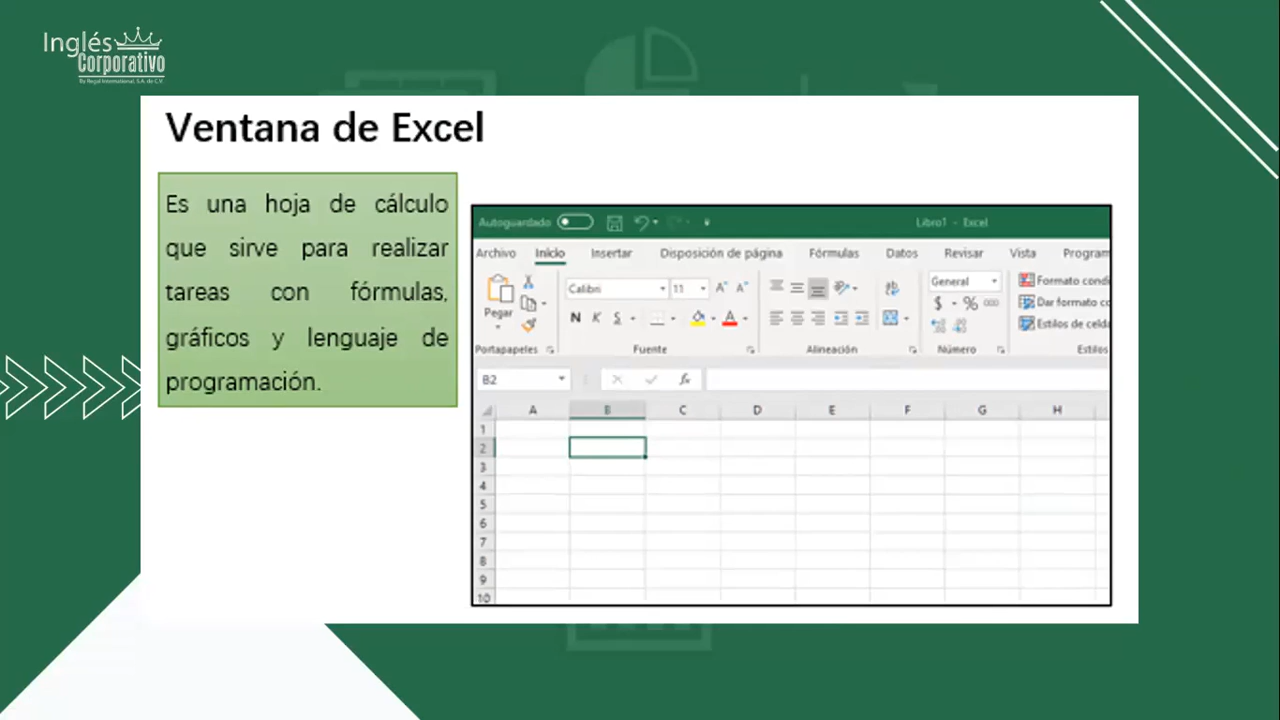 Inglés
Corporativo
Ventana de Excel
Es una hoja de cálculo
que sirve para realizar
tareas con fórmulas,
gráficos y lenguaje de
programación.
Autoguardado
Libro1 - Excel
Archivo Inicio Insertar Disposición de página Fórmulas Datos Revisar Vista Program
Calibri 11 General Formato condi
Pegar N K S A $ % 000 Dar formato co
Estilos de celda
Portapapeles Fuente Alineación Número Estilos
B2 fx
A B C D E F G H
1
2
3
4
5
6
7
8
9
10